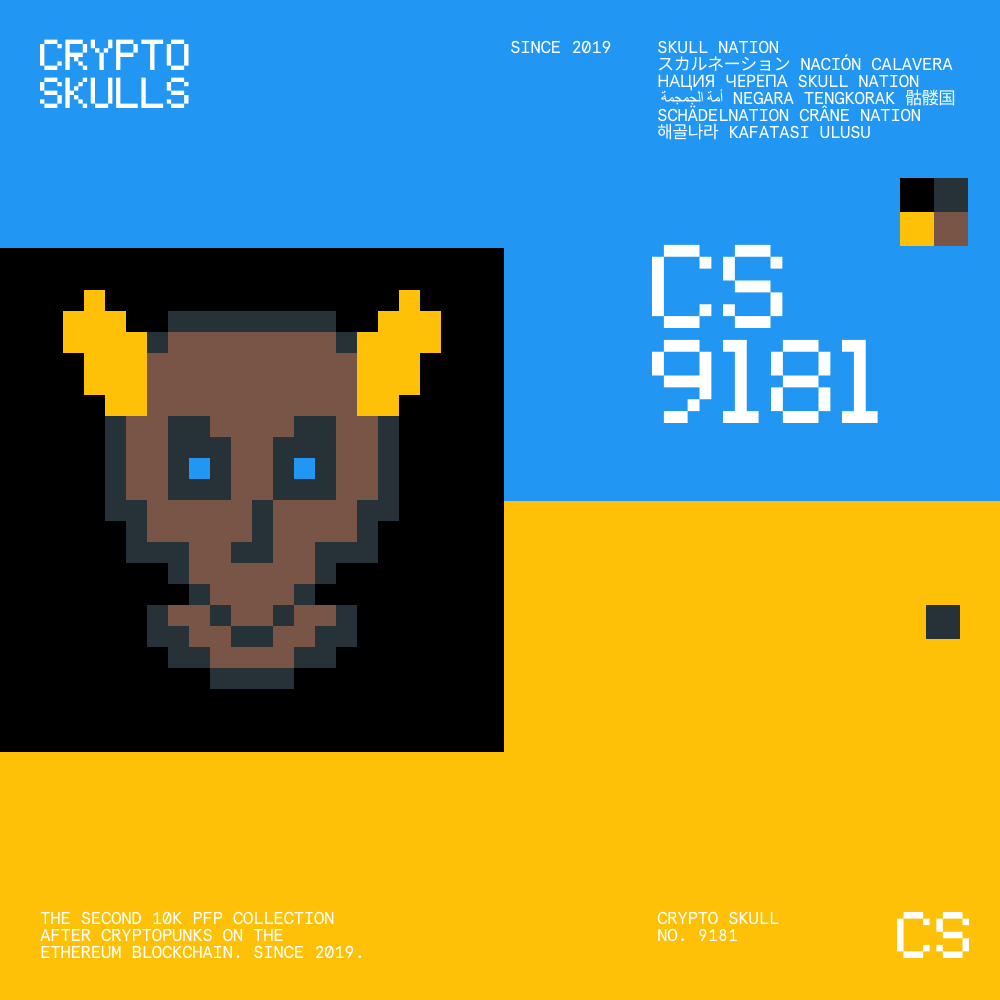 CRYPTO
SKULLS
SINCE 2019
SKULL NATION
スカルネーション NACIÓN CALAVERA
НАЦИЯ ЧЕРЕПА SKULL NATION
أمة الجمجمة NEGARA TENGKORAK 骷髅国
SCHÄDELNATION CRÂNE NATION
해골나라 KAFATASI ULUSU
CS
9181
THE SECOND 10K PFP COLLECTION
AFTER CRYPTOPUNKS ON THE
ETHEREUM BLOCKCHAIN. SINCE 2019.
CRYPTO SKULL
NO. 9181
CS